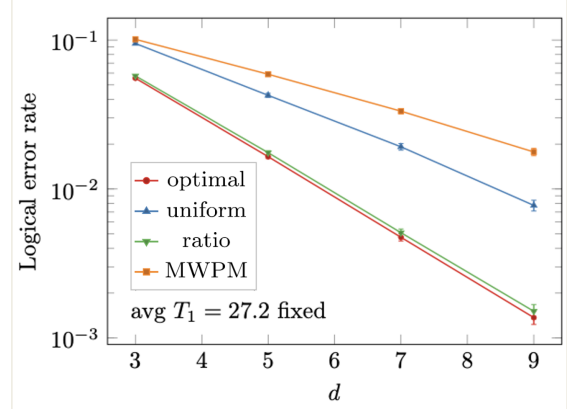 Logical error rate
10⁻¹
10⁻²
10⁻³
optimal
uniform
ratio
MWPM
avg T₁ = 27.2 fixed
3 4 5 6 7 8 9
d